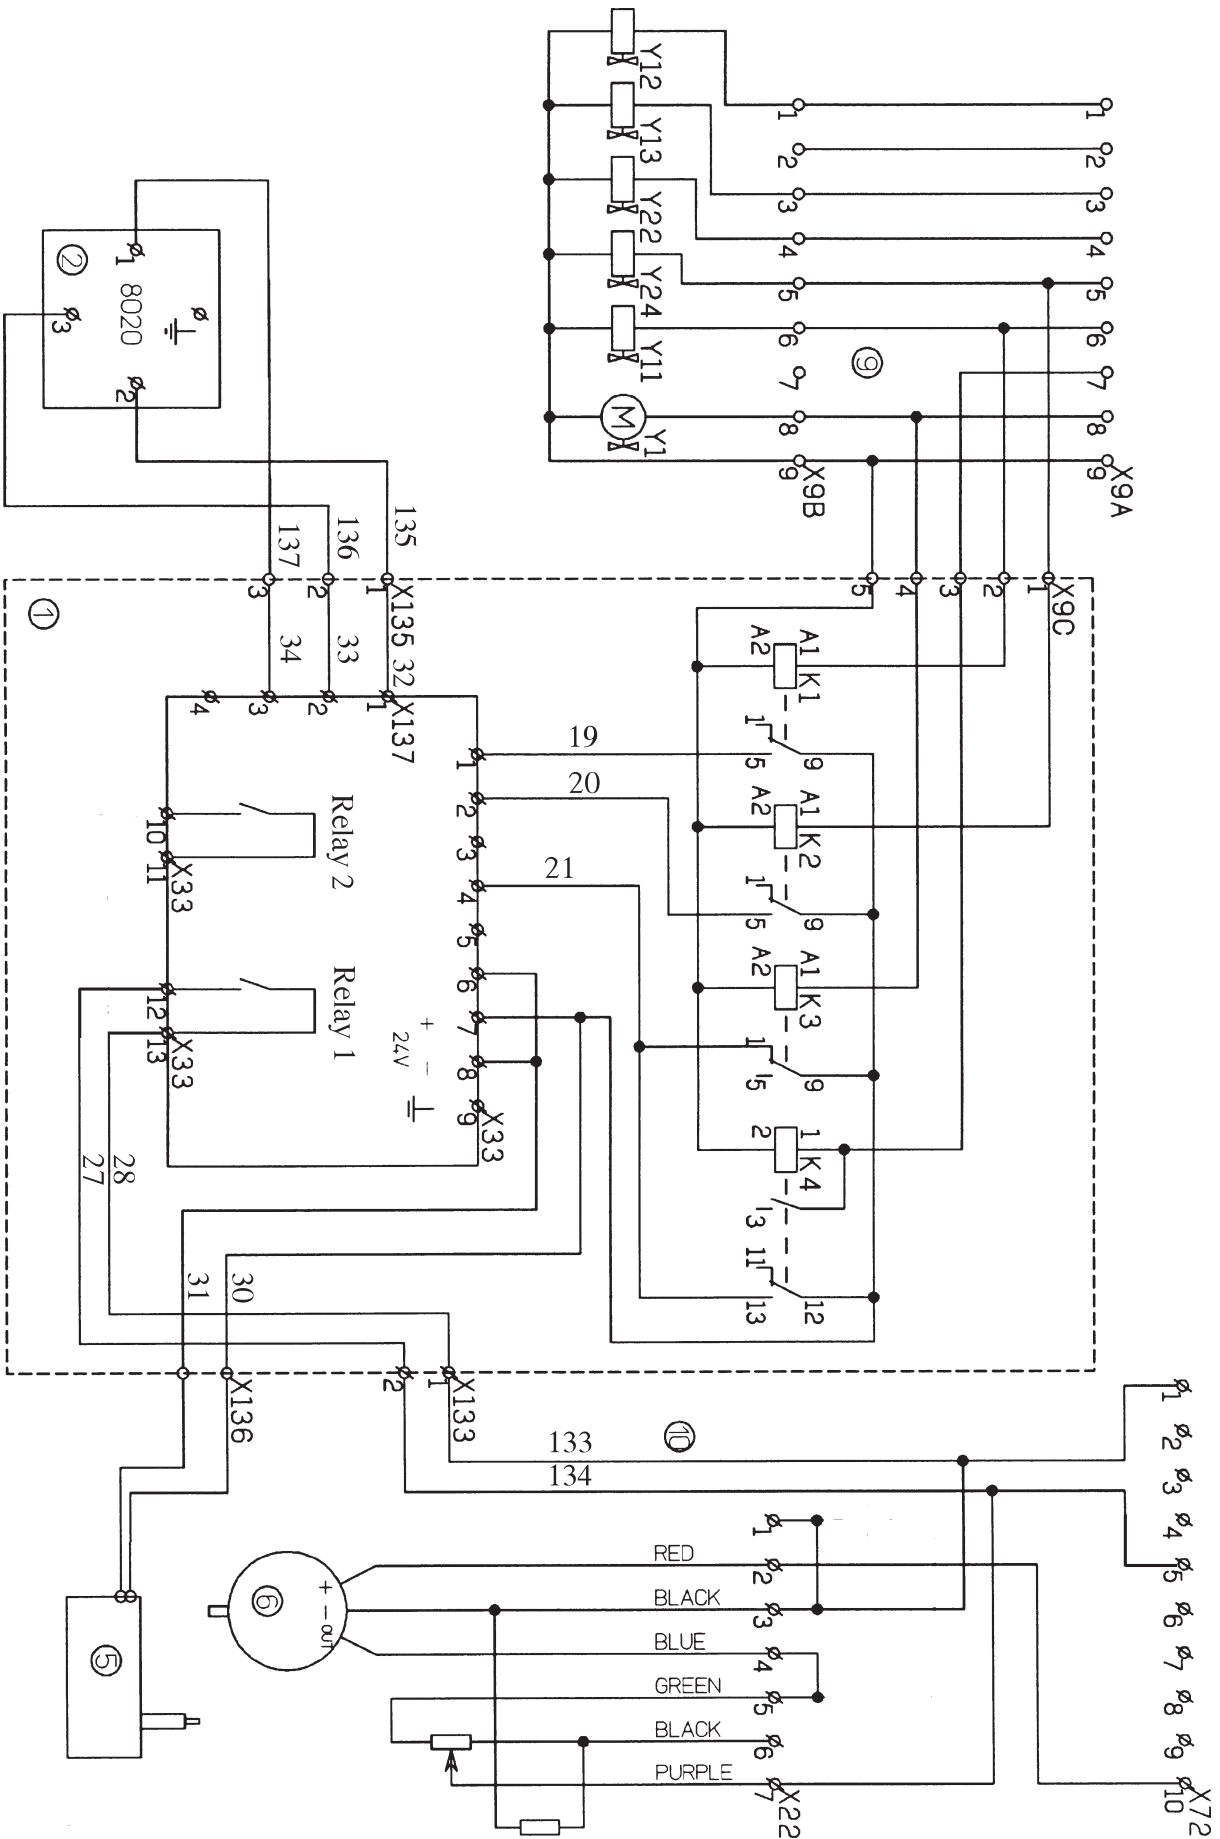 Y12
Y13
Y22
Y24
Y11
M
Y1
1
2
3
4
5
6
7
8
9
X9B
9
1
2
3
4
5
6
7
8
9
X9A
2
1
8020
3
2
137
136
135
3
2
1
X135
34
33
32
1
4
3
2
1
X137
5
4
3
2
1
X9C
A1
A2
K1
1
5
9
A1
A2
K2
1
5
9
A1
A2
K3
1
5
9
1
2
K4
3
11
13
12
19
20
21
1
2
3
4
5
6
7
8
9
X33
+
24V
-
Relay 2
10
11
X33
Relay 1
12
13
X33
28
27
31
30
X136
2
1
X133
133
134
10
1
2
3
4
5
6
7
8
9
10
X72
1
2
3
4
5
6
7
X22
RED
BLACK
BLUE
GREEN
BLACK
PURPLE
6
+
-
OUT
5